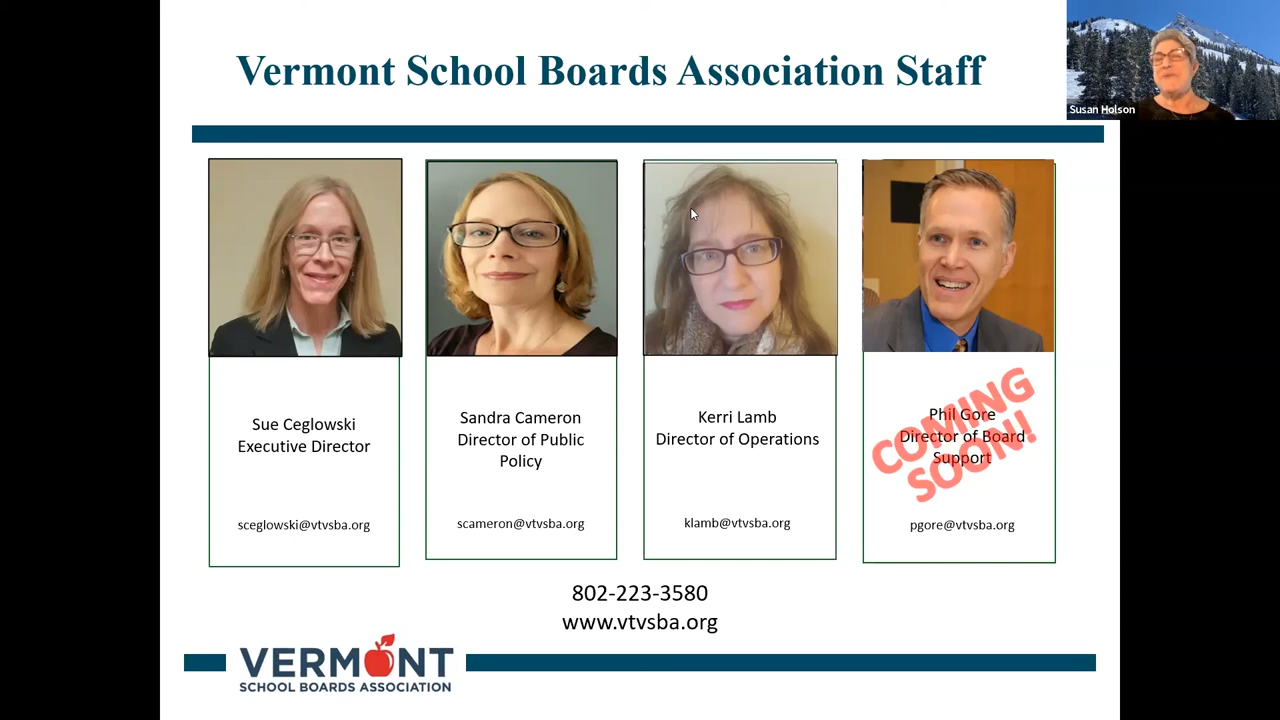 Vermont School Boards Association Staff
Susan Holson
Sue Ceglowski
Executive Director
sceglowski@vtvsba.org
Sandra Cameron
Director of Public
Policy
scameron@vtvsba.org
Kerri Lamb
Director of Operations
klamb@vtvsba.org
Phil Gore
Director of Board
Support
COMING
SOON!
pgore@vtvsba.org
802-223-3580
www.vtvsba.org
VERMONT
SCHOOL BOARDS ASSOCIATION